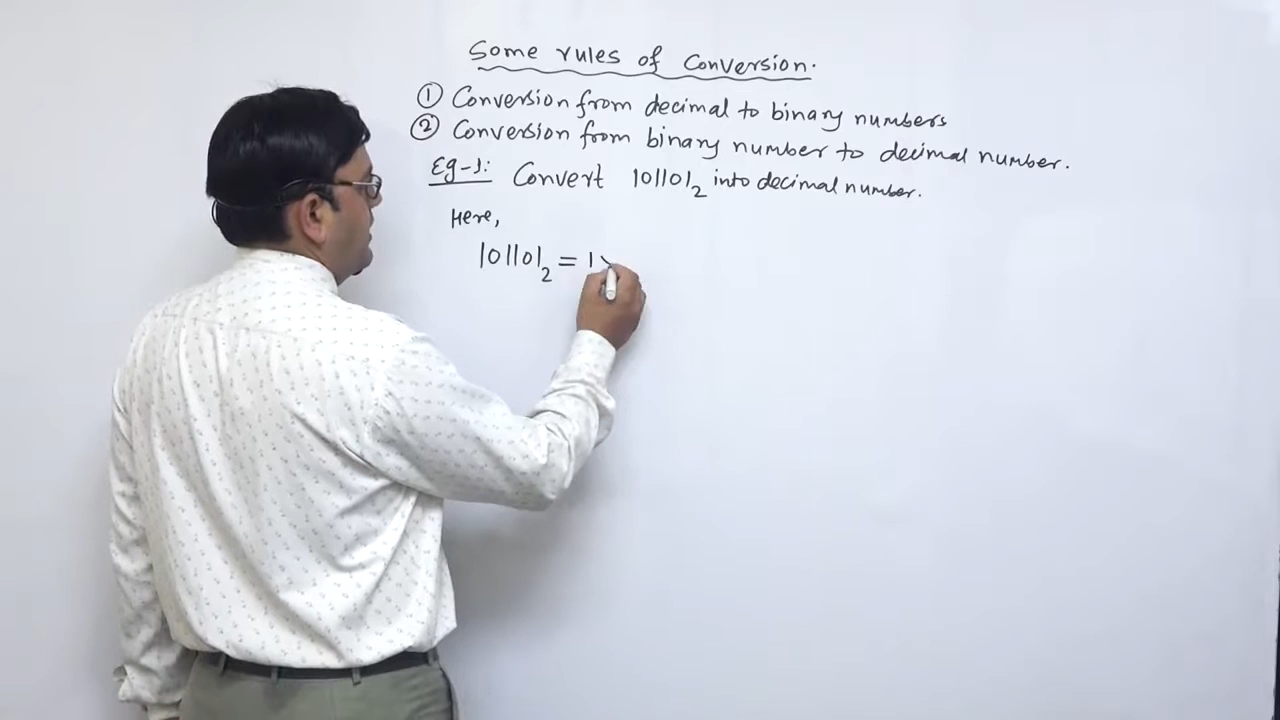 Some rules of Conversion.
① Conversion from decimal to binary numbers
② Conversion from binary number to decimal number.
Eg-1: Convert 101101₂ into decimal number.
Here,
101101₂ = 1×